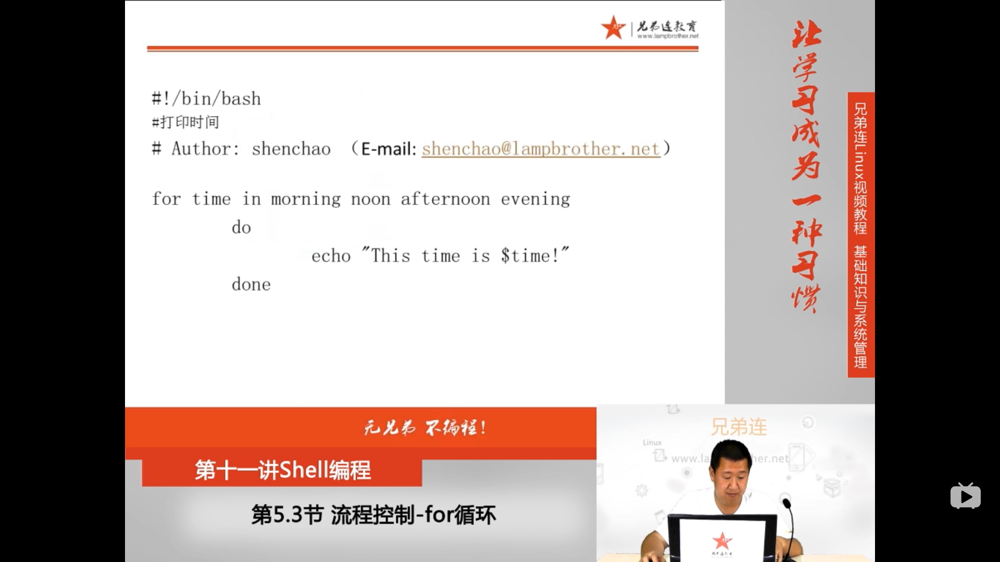 兄弟连教育
www.lampbrother.net
#!/bin/bash
#打印时间
# Author: shenchao （E-mail: shenchao@lampbrother.net）
for time in morning noon afternoon evening
do
echo "This time is $time!"
done
让学习成为一种习惯
兄弟连Linux视频教程 基础知识与系统管理
无兄弟 不编程!
第十一讲Shell编程
第5.3节 流程控制-for循环
兄弟连
Linux